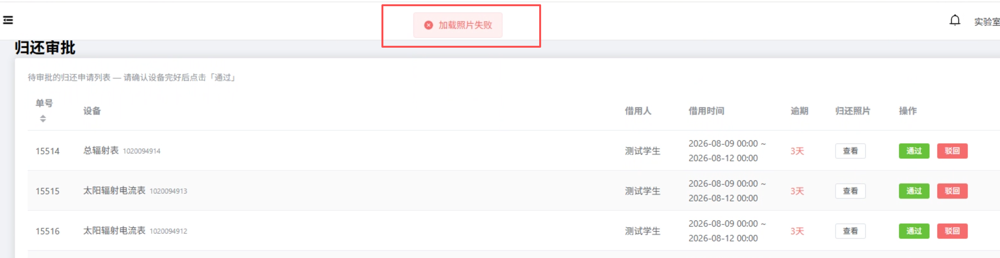 加载照片失败
实验室
归还审批
待审批的归还申请列表 — 请确认设备完好后点击「通过」
单号 设备 借用人 借用时间 逾期 归还照片 操作
15514 总辐射表 1020094914 测试学生 2026-08-09 00:00 ~ 3天 查看 通过 驳回
2026-08-12 00:00
15515 太阳辐射电流表 1020094913 测试学生 2026-08-09 00:00 ~ 3天 查看 通过 驳回
2026-08-12 00:00
15516 太阳辐射电流表 1020094912 测试学生 2026-08-09 00:00 ~ 3天 查看 通过 驳回
2026-08-12 00:00